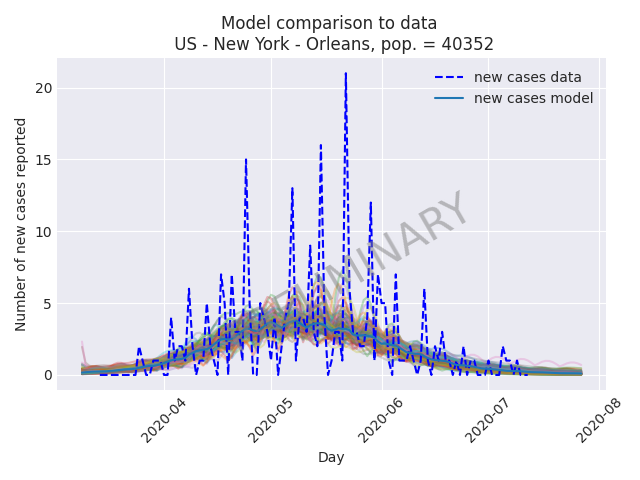 Model comparison to data
US - New York - Orleans, pop. = 40352
Number of new cases reported
20
15
10
5
0
new cases data
new cases model
2020-04
2020-05
2020-06
2020-07
2020-08
Day